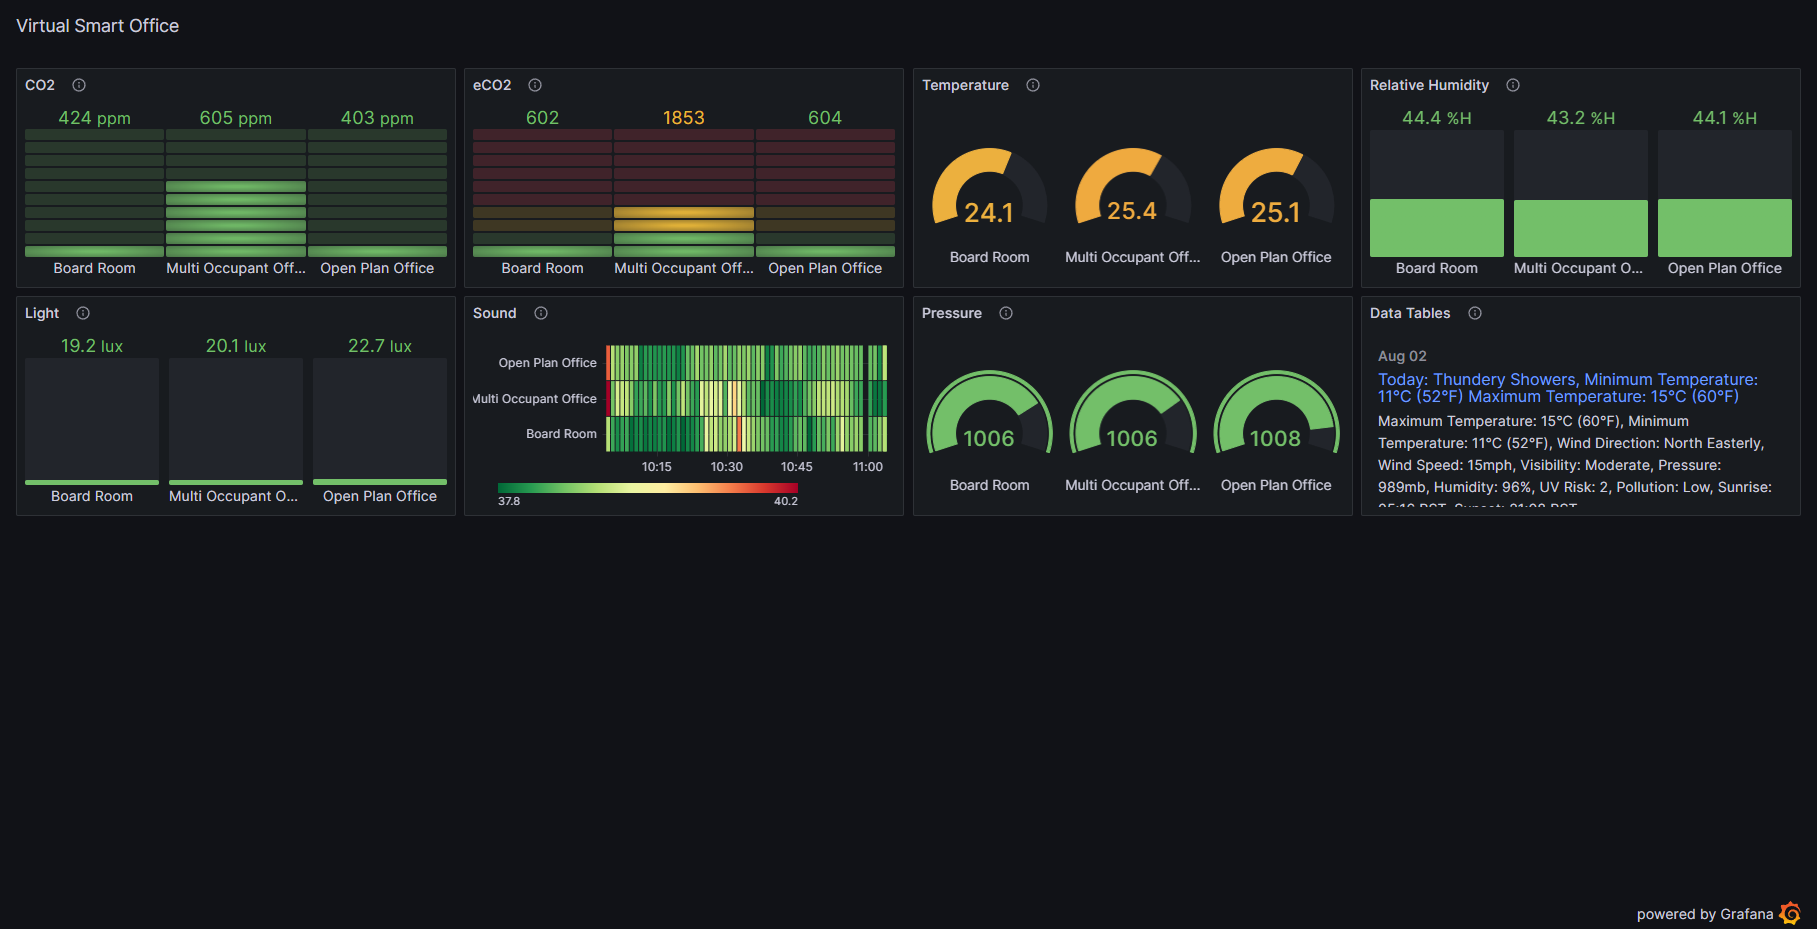 Virtual Smart Office
CO2
424 ppm
605 ppm
403 ppm
Board Room
Multi Occupant Off...
Open Plan Office
eCO2
602
1853
604
Board Room
Multi Occupant Off...
Open Plan Office
Temperature
24.1
25.4
25.1
Board Room
Multi Occupant Off...
Open Plan Office
Relative Humidity
44.4 %H
43.2 %H
44.1 %H
Board Room
Multi Occupant O...
Open Plan Office
Light
19.2 lux
20.1 lux
22.7 lux
Board Room
Multi Occupant O...
Open Plan Office
Sound
Open Plan Office
Multi Occupant Office
Board Room
10:15
10:30
10:45
11:00
37.8
40.2
Pressure
1006
1006
1008
Board Room
Multi Occupant Off...
Open Plan Office
Data Tables
Aug 02
Today: Thundery Showers, Minimum Temperature:
11°C (52°F) Maximum Temperature: 15°C (60°F)
Maximum Temperature: 15°C (60°F), Minimum
Temperature: 11°C (52°F), Wind Direction: North Easterly,
Wind Speed: 15mph, Visibility: Moderate, Pressure:
989mb, Humidity: 96%, UV Risk: 2, Pollution: Low, Sunrise:
powered by Grafana